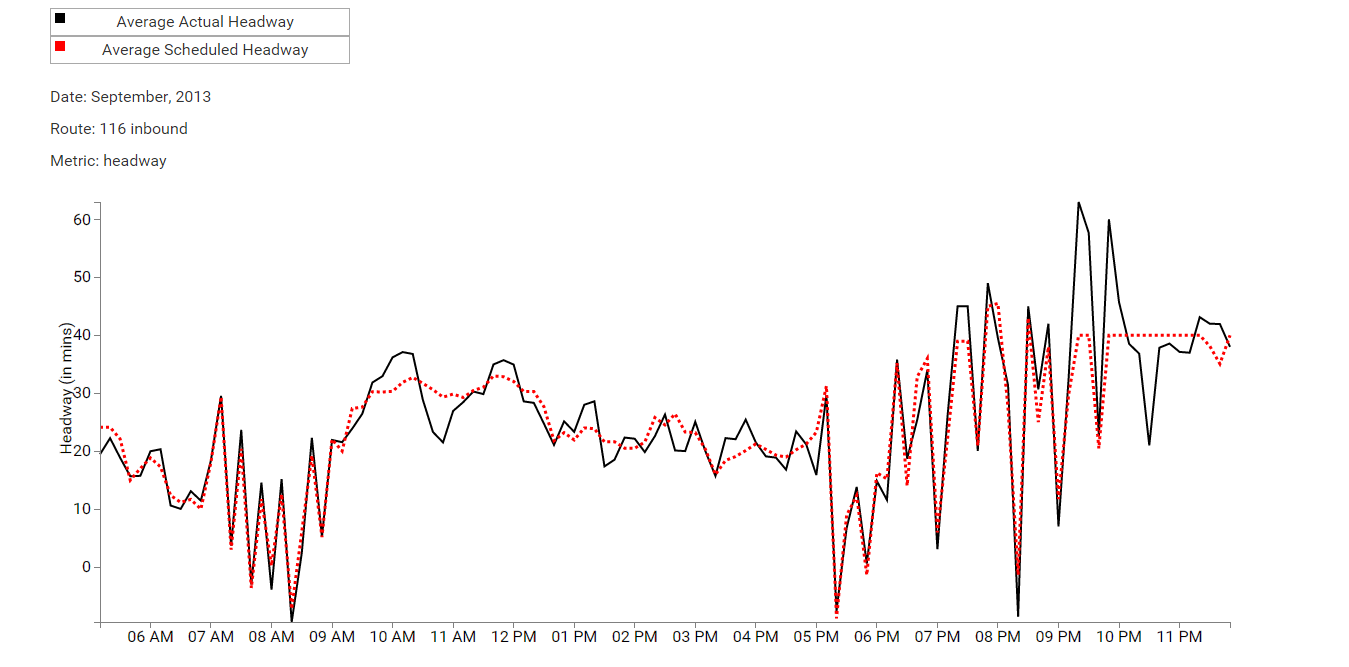 Average Actual Headway
Average Scheduled Headway
Date: September, 2013
Route: 116 inbound
Metric: headway
Headway (in mins)
60
50
40
30
20
10
0
06 AM 07 AM 08 AM 09 AM 10 AM 11 AM 12 PM 01 PM 02 PM 03 PM 04 PM 05 PM 06 PM 07 PM 08 PM 09 PM 10 PM 11 PM